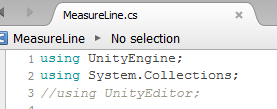 MeasureLine.cs
MeasureLine ▸ No selection
1 using UnityEngine;
2 using System.Collections;
3 //using UnityEditor;